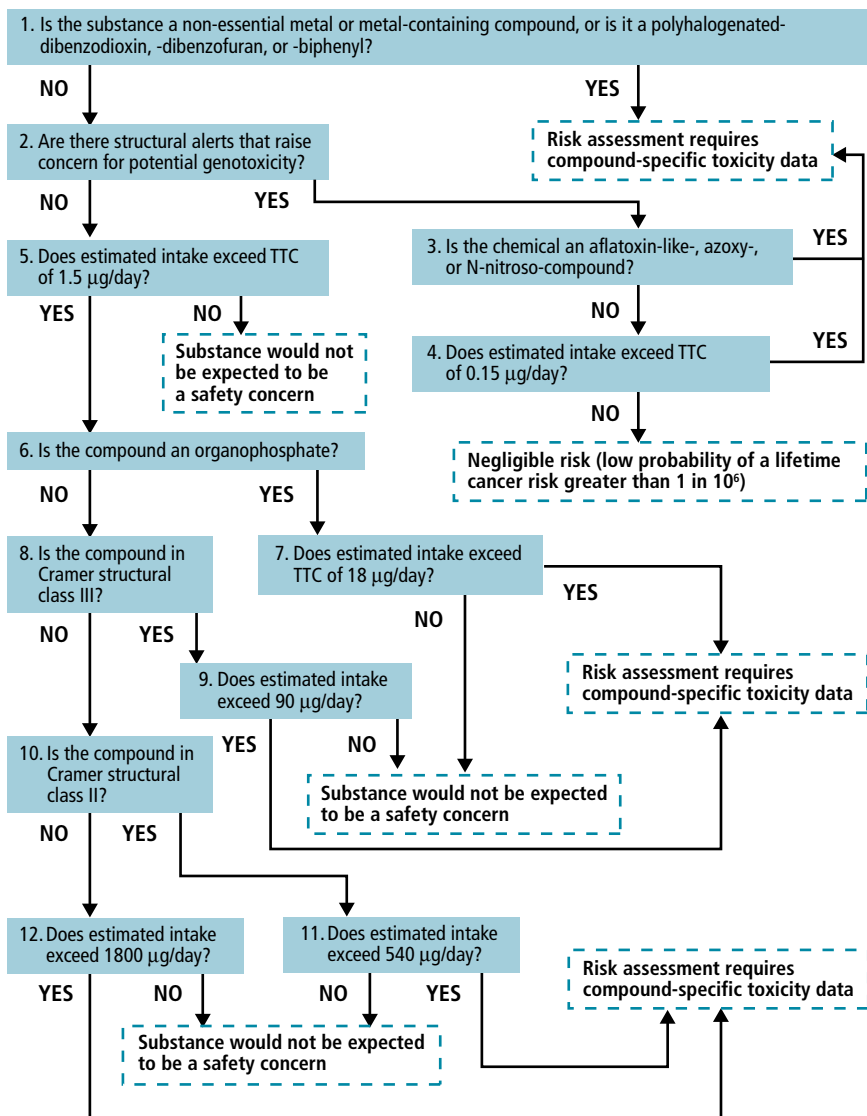 1. Is the substance a non-essential metal or metal-containing compound, or is it a polyhalogenated-
dibenzodioxin, -dibenzofuran, or -biphenyl?
NO
YES
2. Are there structural alerts that raise
concern for potential genotoxicity?
Risk assessment requires
compound-specific toxicity data
NO
YES
5. Does estimated intake exceed TTC
of 1.5 µg/day?
3. Is the chemical an aflatoxin-like-, azoxy-,
or N-nitroso-compound?
YES
YES
NO
NO
YES
Substance would not
be expected to be
a safety concern
4. Does estimated intake exceed TTC
of 0.15 µg/day?
NO
6. Is the compound an organophosphate?
Negligible risk (low probability of a lifetime
cancer risk greater than 1 in 10⁶)
NO
YES
8. Is the compound in
Cramer structural
class III?
7. Does estimated intake exceed
TTC of 18 µg/day?
YES
NO
NO
YES
9. Does estimated intake
exceed 90 µg/day?
Risk assessment requires
compound-specific toxicity data
YES
NO
10. Is the compound in
Cramer structural
class II?
Substance would not be expected
to be a safety concern
NO
YES
12. Does estimated intake
exceed 1800 µg/day?
11. Does estimated intake
exceed 540 µg/day?
Risk assessment requires
compound-specific toxicity data
YES
NO
NO
YES
Substance would not be expected
to be a safety concern